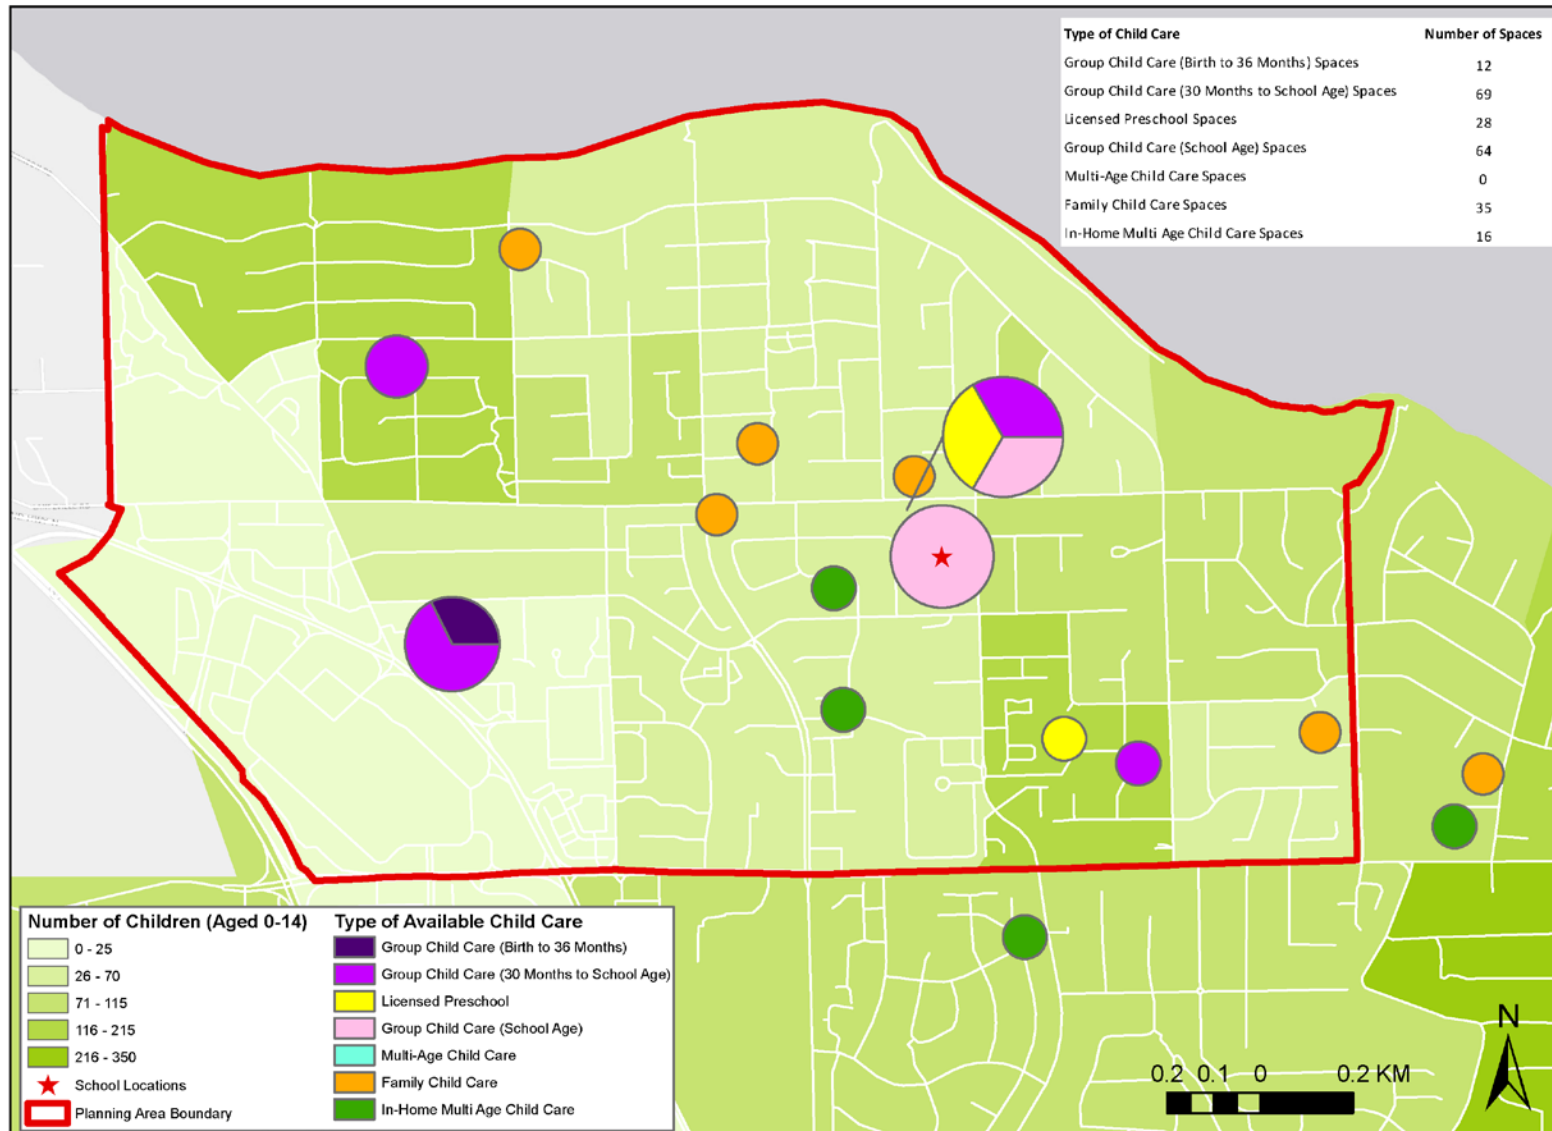 Type of Child Care Number of Spaces
Group Child Care (Birth to 36 Months) Spaces 12
Group Child Care (30 Months to School Age) Spaces 69
Licensed Preschool Spaces 28
Group Child Care (School Age) Spaces 64
Multi-Age Child Care Spaces 0
Family Child Care Spaces 35
In-Home Multi Age Child Care Spaces 16
Number of Children (Aged 0-14)
0 - 25
26 - 70
71 - 115
116 - 215
216 - 350
School Locations
Planning Area Boundary
Type of Available Child Care
Group Child Care (Birth to 36 Months)
Group Child Care (30 Months to School Age)
Licensed Preschool
Group Child Care (School Age)
Multi-Age Child Care
Family Child Care
In-Home Multi Age Child Care
N
0.2 0.1 0 0.2 KM